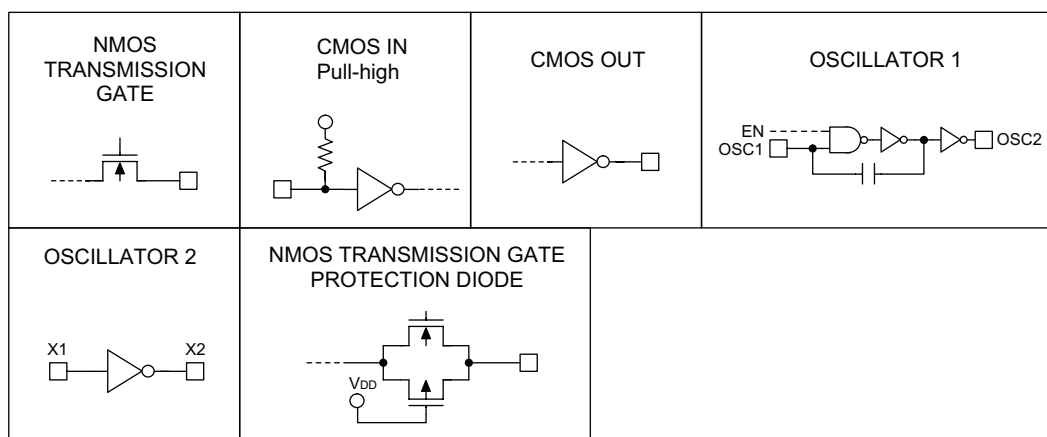 NMOS
TRANSMISSION
GATE
CMOS IN
Pull-high
CMOS OUT
OSCILLATOR 1
EN
OSC1
OSC2
OSCILLATOR 2
X1
X2
NMOS TRANSMISSION GATE
PROTECTION DIODE
VDD